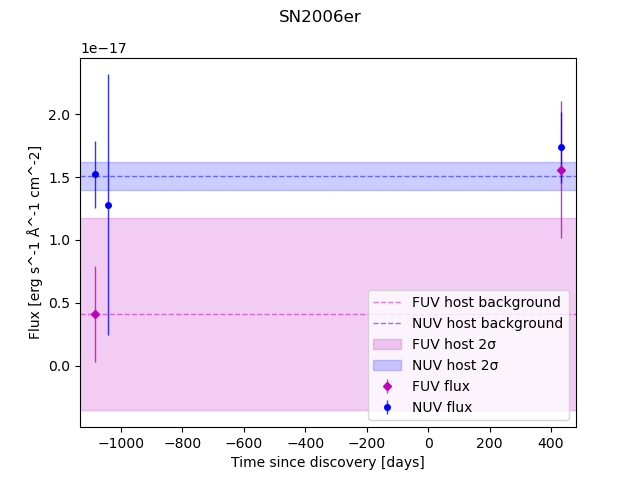 SN2006er
1e−17
2.0
1.5
1.0
0.5
0.0
Flux [erg s^-1 Å^-1 cm^-2]
FUV host background
NUV host background
FUV host 2σ
NUV host 2σ
FUV flux
NUV flux
−1000 −800 −600 −400 −200 0 200 400
Time since discovery [days]